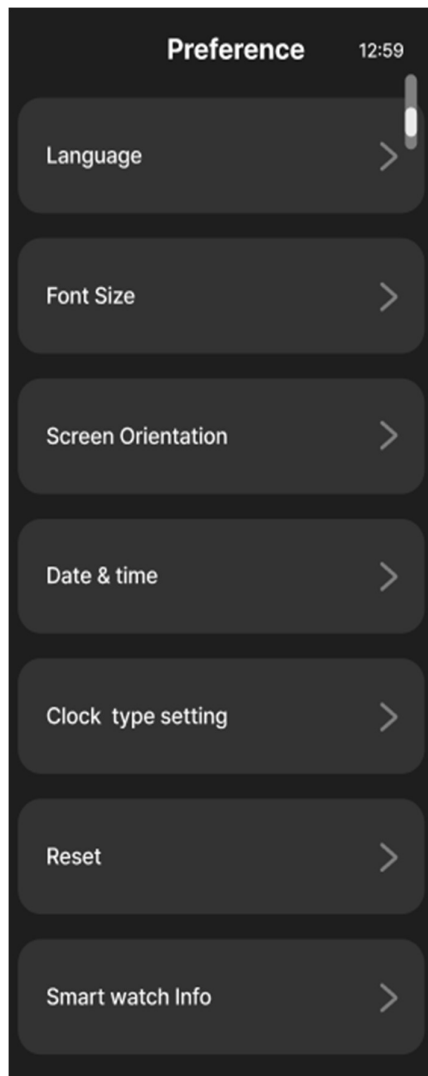 Preference 12:59
Language
Font Size
Screen Orientation
Date & time
Clock  type setting
Reset
Smart watch Info